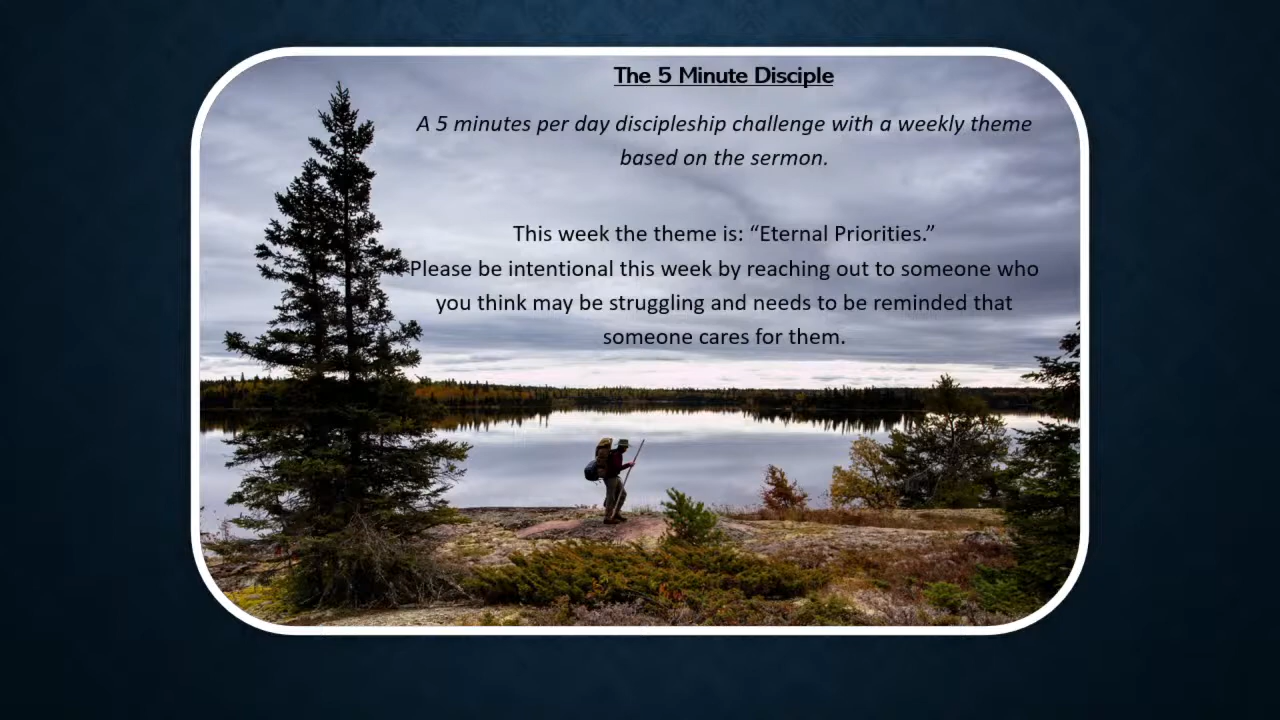 The 5 Minute Disciple
A 5 minutes per day discipleship challenge with a weekly theme
based on the sermon.
This week the theme is: “Eternal Priorities.”
Please be intentional this week by reaching out to someone who
you think may be struggling and needs to be reminded that
someone cares for them.